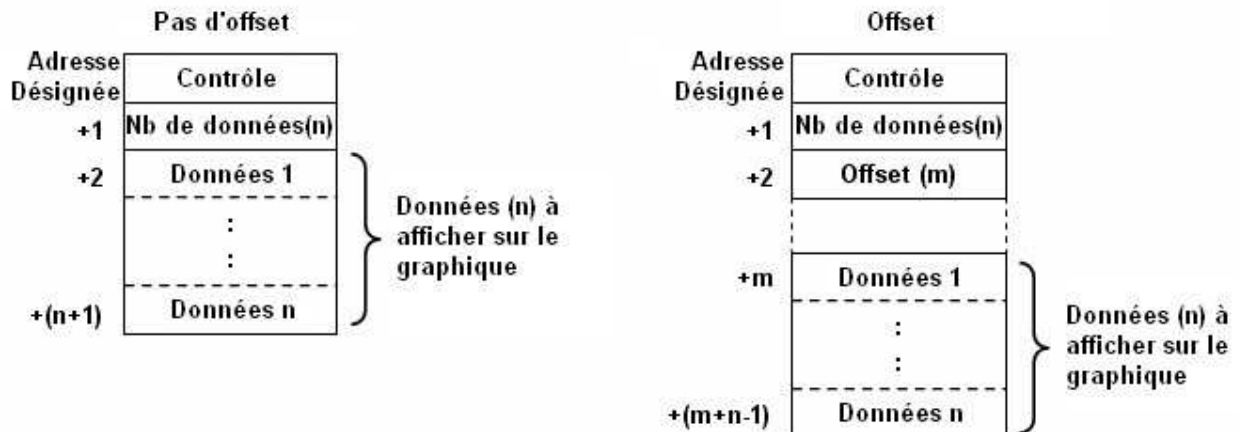 Pas d'offset
Adresse
Désignée
Contrôle
+1
Nb de données(n)
+2
Données 1
:
:
+(n+1)
Données n
Données (n) à
afficher sur le
graphique
Offset
Adresse
Désignée
Contrôle
+1
Nb de données(n)
+2
Offset (m)
+m
Données 1
:
:
+(m+n-1)
Données n
Données (n) à
afficher sur le
graphique